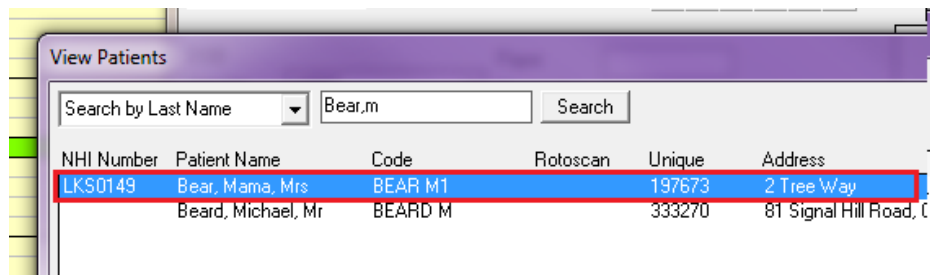 View Patients
Search by Last Name Bear,m Search
NHI Number Patient Name Code Rotoscan Unique Address
LKS0149 Bear, Mama, Mrs BEAR M1 197673 2 Tree Way
Beard, Michael, Mr BEARD M 333270 81 Signal Hill Road,